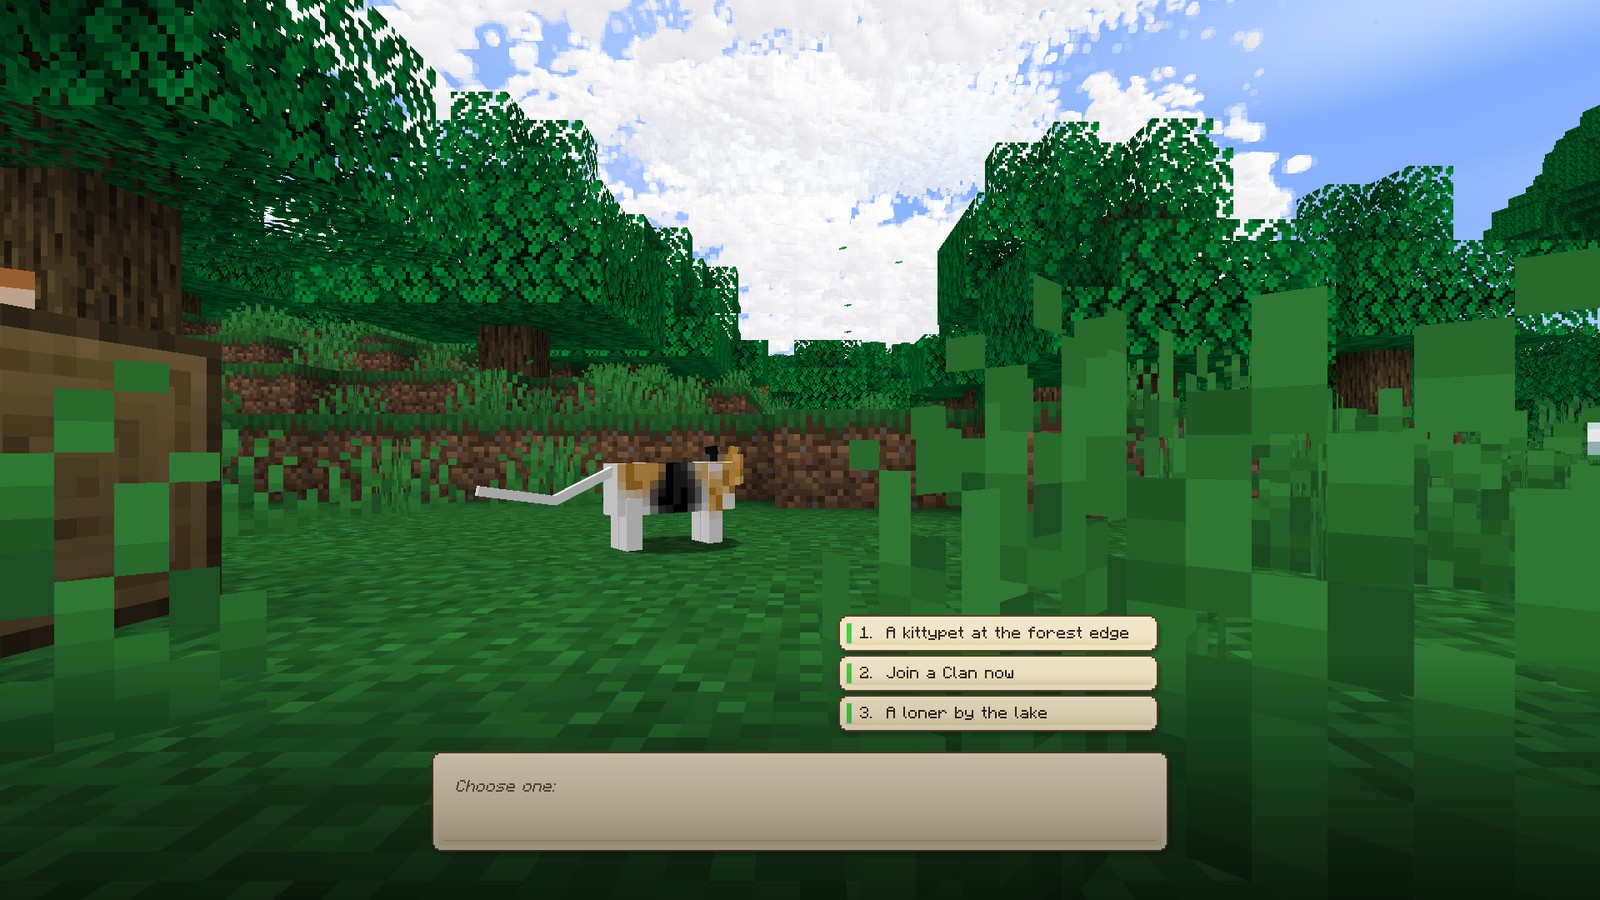 1. A kittypet at the forest edge
2. Join a Clan now
3. A loner by the lake
Choose one: